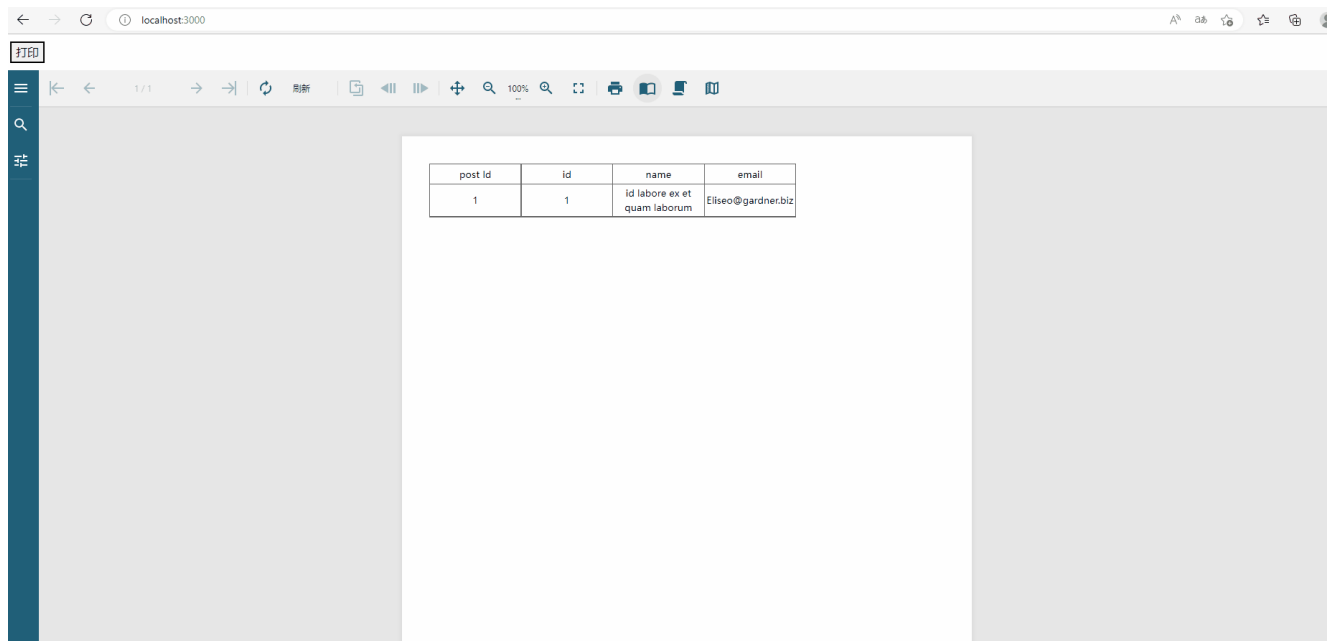 localhost:3000
打印
1 / 1
刷新
100%
post Id id name email
1 1 id labore ex et quam laborum Eliseo@gardner.biz